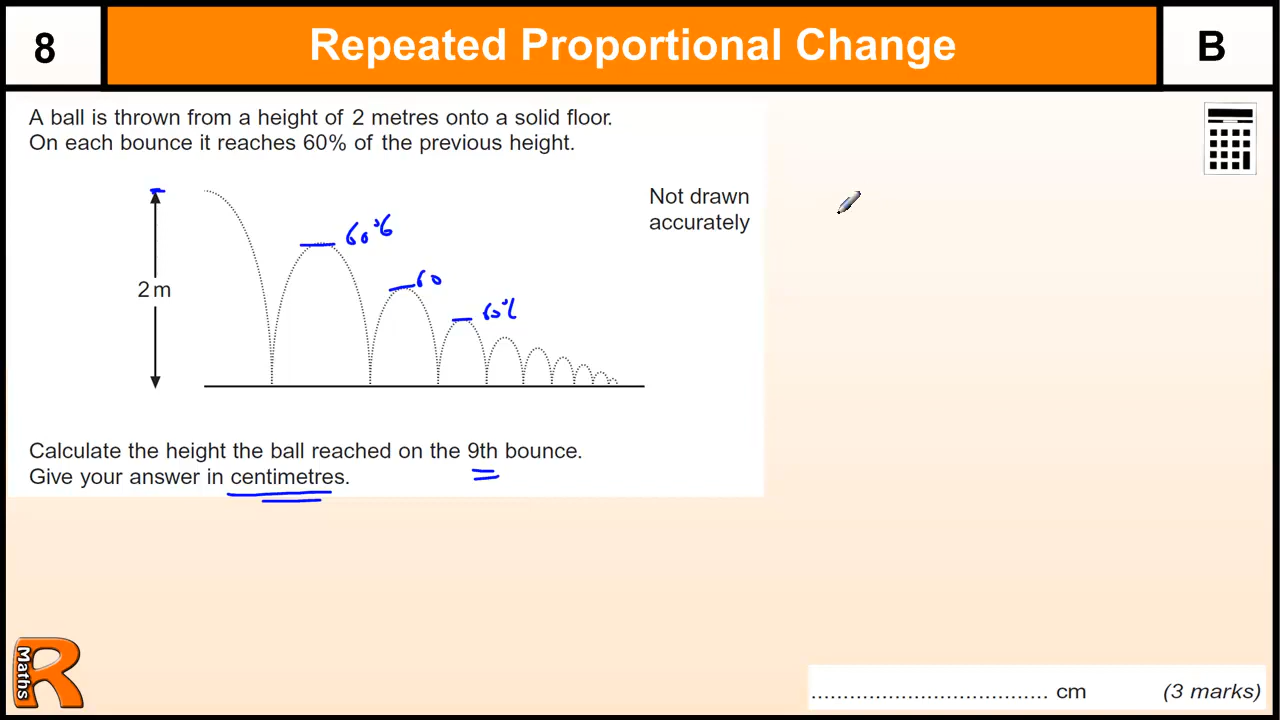 8
Repeated Proportional Change
B
A ball is thrown from a height of 2 metres onto a solid floor.
On each bounce it reaches 60% of the previous height.
Not drawn
accurately
60%
60
60%
2 m
Calculate the height the ball reached on the 9th bounce.
Give your answer in centimetres.
Maths
R
.................................... cm (3 marks)